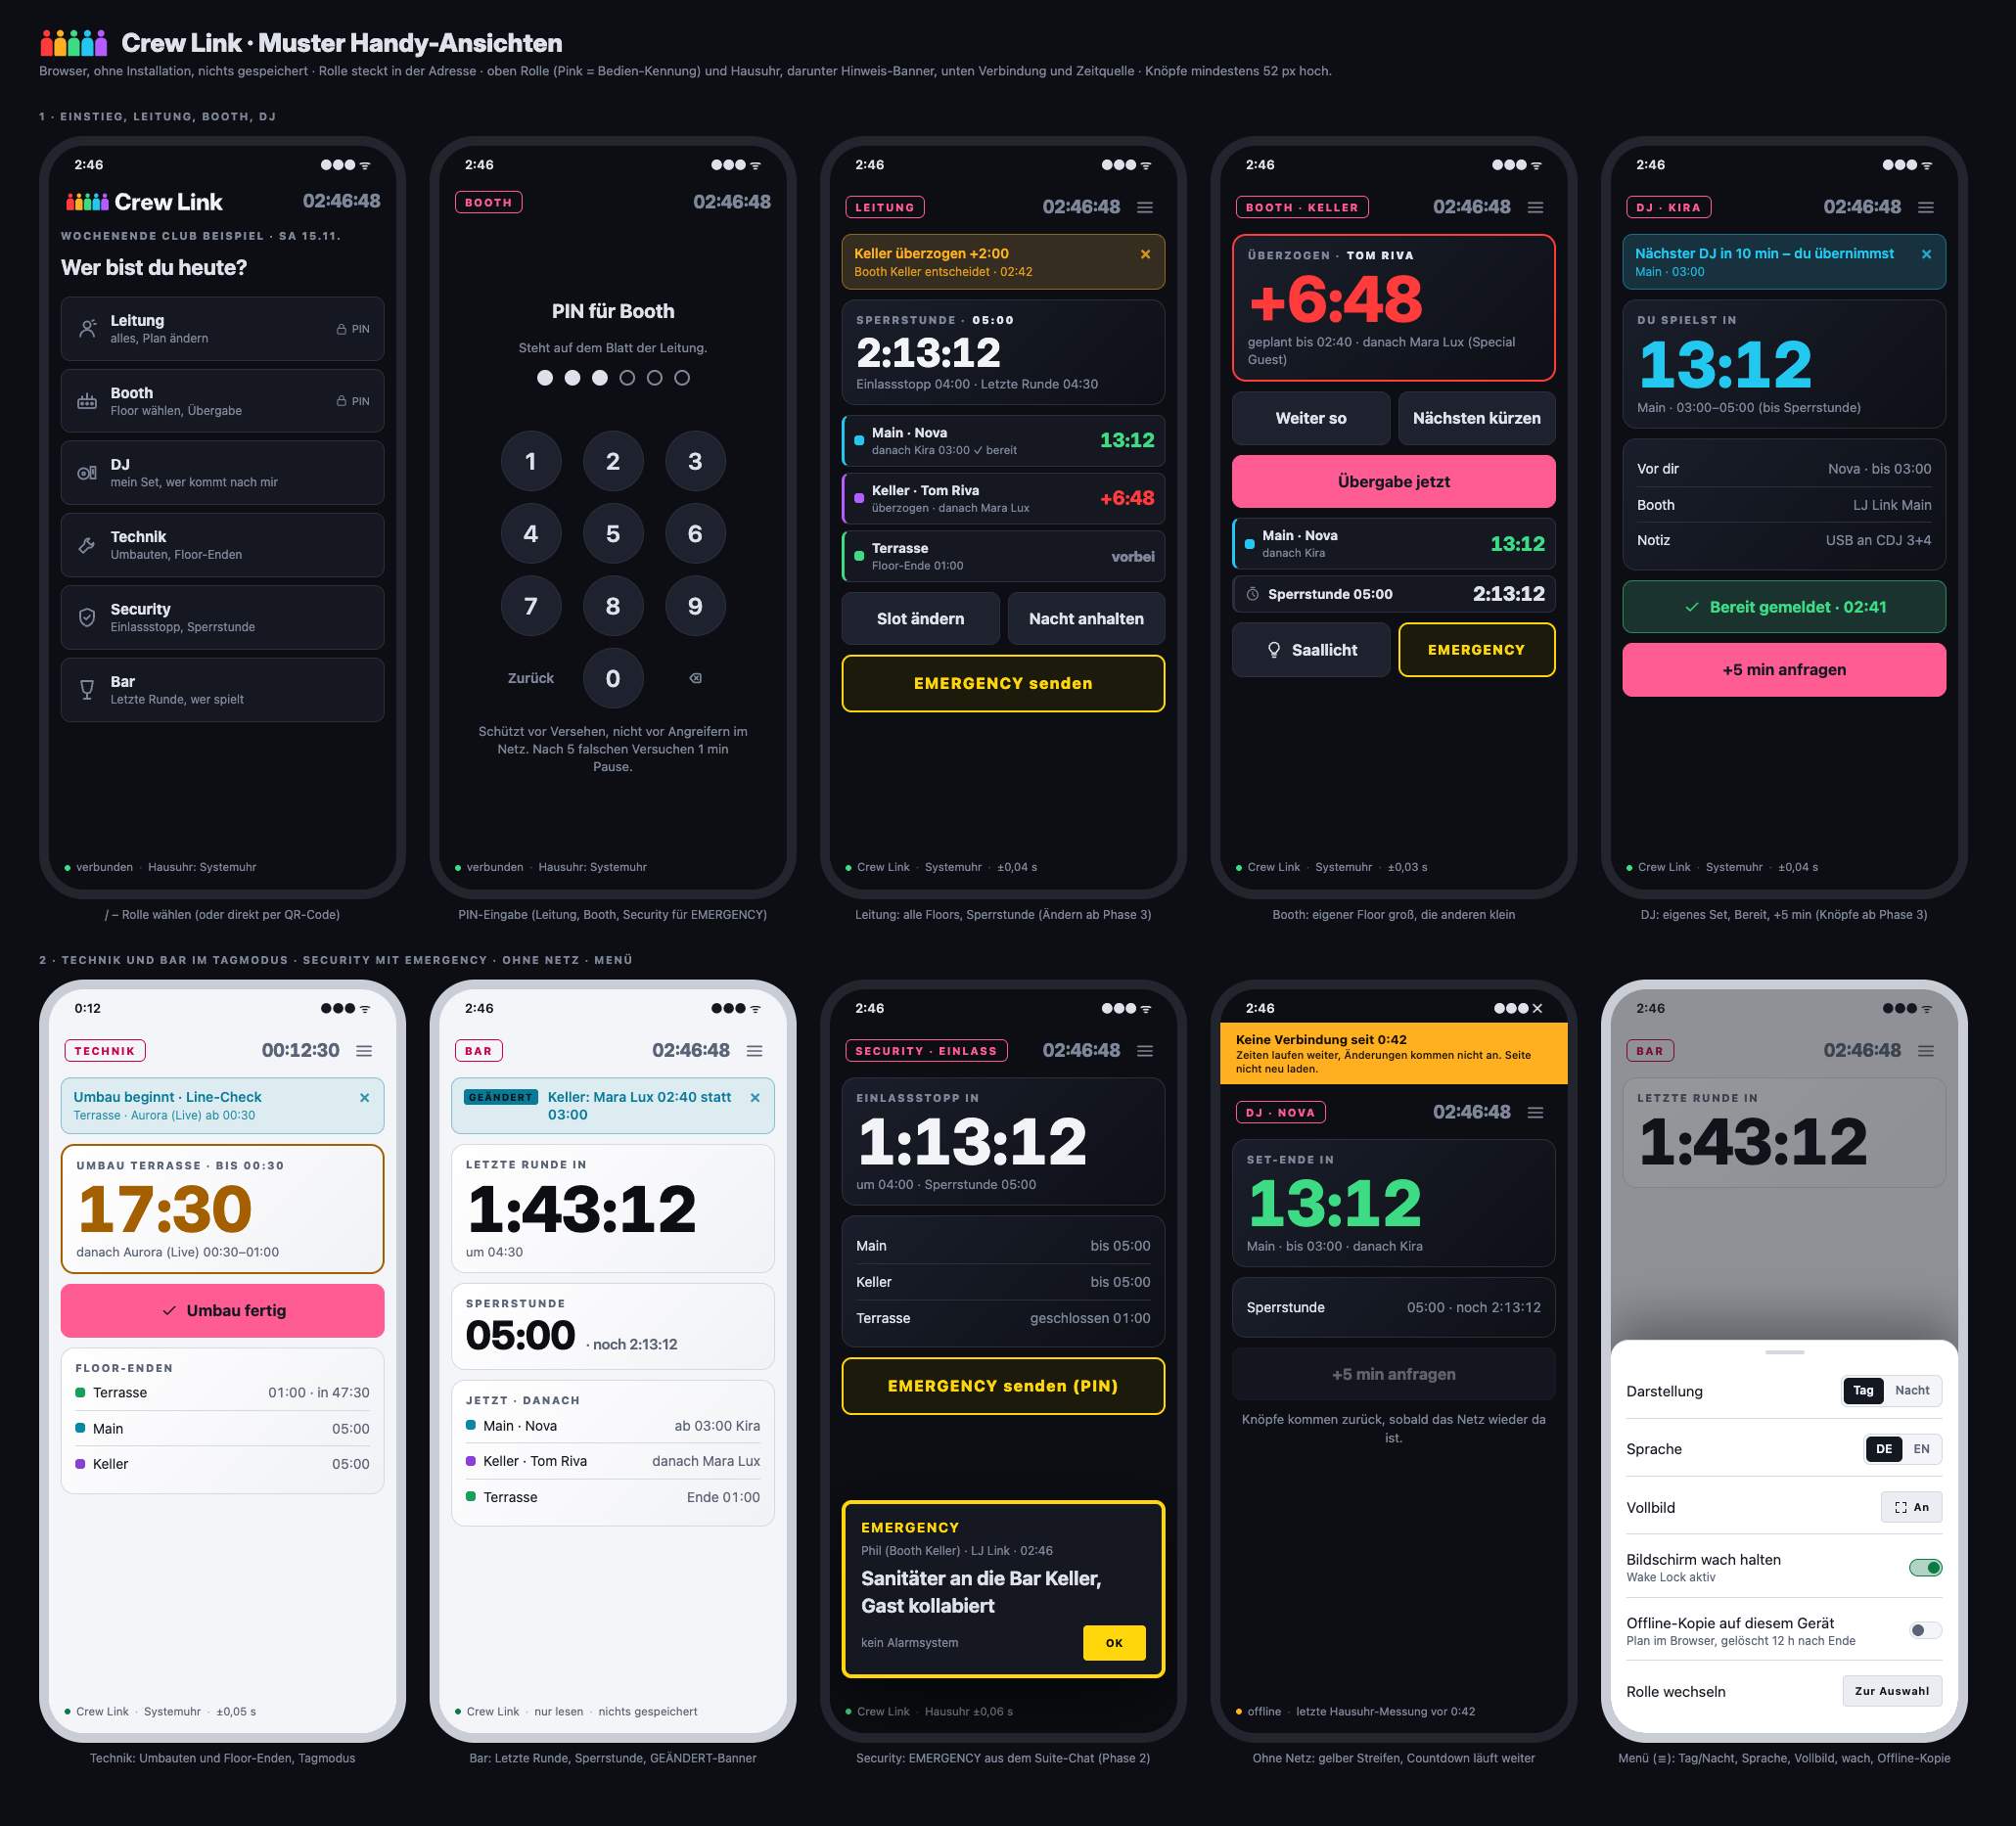 Crew Link · Muster Handy-Ansichten
Browser, ohne Installation, nichts gespeichert · Rolle steckt in der Adresse · oben Rolle (Pink = Bedien-Kennung) und Hausuhr, darunter Hinweis-Banner, unten Verbindung und Zeitquelle · Knöpfe mindestens 52 px hoch.
1 · EINSTIEG, LEITUNG, BOOTH, DJ
2:46
Crew Link
02:46:48
WOCHENENDE CLUB BEISPIEL · SA 15.11.
Wer bist du heute?
Leitung
alles, Plan ändern
PIN
Booth
Floor wählen, Übergabe
PIN
DJ
mein Set, wer kommt nach mir
Technik
Umbauten, Floor-Enden
Security
Einlassstopp, Sperrstunde
Bar
Letzte Runde, wer spielt
verbunden · Hausuhr: Systemuhr
/ – Rolle wählen (oder direkt per QR-Code)
2:46
BOOTH
02:46:48
PIN für Booth
Steht auf dem Blatt der Leitung.
1 2 3
4 5 6
7 8 9
Zurück 0
Schützt vor Versehen, nicht vor Angreifern im
Netz. Nach 5 falschen Versuchen 1 min
Pause.
verbunden · Hausuhr: Systemuhr
PIN-Eingabe (Leitung, Booth, Security für EMERGENCY)
2:46
LEITUNG
02:46:48
Keller überzogen +2:00
Booth Keller entscheidet · 02:42
SPERRSTUNDE · 05:00
2:13:12
Einlassstopp 04:00 · Letzte Runde 04:30
Main · Nova
danach Kira 03:00 ✓ bereit
13:12
Keller · Tom Riva
überzogen · danach Mara Lux
+6:48
Terrasse
Floor-Ende 01:00
vorbei
Slot ändern
Nacht anhalten
EMERGENCY senden
Crew Link · Systemuhr · ±0,04 s
Leitung: alle Floors, Sperrstunde (Ändern ab Phase 3)
2:46
BOOTH · KELLER
02:46:48
ÜBERZOGEN · TOM RIVA
+6:48
geplant bis 02:40 · danach Mara Lux (Special
Guest)
Weiter so
Nächsten kürzen
Übergabe jetzt
Main · Nova
danach Kira
13:12
Sperrstunde 05:00
2:13:12
Saallicht
EMERGENCY
Crew Link · Systemuhr · ±0,03 s
Booth: eigener Floor groß, die anderen klein
2:46
DJ · KIRA
02:46:48
Nächster DJ in 10 min – du übernimmst
Main · 03:00
DU SPIELST IN
13:12
Main · 03:00–05:00 (bis Sperrstunde)
Vor dir
Nova · bis 03:00
Booth
LJ Link Main
Notiz
USB an CDJ 3+4
✓ Bereit gemeldet · 02:41
+5 min anfragen
Crew Link · Systemuhr · ±0,04 s
DJ: eigenes Set, Bereit, +5 min (Knöpfe ab Phase 3)
2 · TECHNIK UND BAR IM TAGMODUS · SECURITY MIT EMERGENCY · OHNE NETZ · MENÜ
0:12
TECHNIK
00:12:30
Umbau beginnt · Line-Check
Terrasse · Aurora (Live) ab 00:30
UMBAU TERRASSE · BIS 00:30
17:30
danach Aurora (Live) 00:30–01:00
✓ Umbau fertig
FLOOR-ENDEN
Terrasse
01:00 · in 47:30
Main
05:00
Keller
05:00
Crew Link · Systemuhr · ±0,05 s
Technik: Umbauten und Floor-Enden, Tagmodus
2:46
BAR
02:46:48
GEÄNDERT
Keller: Mara Lux 02:40 statt
03:00
LETZTE RUNDE IN
1:43:12
um 04:30
SPERRSTUNDE
05:00 · noch 2:13:12
JETZT · DANACH
Main · Nova
ab 03:00 Kira
Keller · Tom Riva
danach Mara Lux
Terrasse
Ende 01:00
Crew Link · nur lesen · nichts gespeichert
Bar: Letzte Runde, Sperrstunde, GEÄNDERT-Banner
2:46
SECURITY · EINLASS
02:46:48
EINLASSSTOPP IN
1:13:12
um 04:00 · Sperrstunde 05:00
Main
bis 05:00
Keller
bis 05:00
Terrasse
geschlossen 01:00
EMERGENCY senden (PIN)
EMERGENCY
Phil (Booth Keller) · LJ Link · 02:46
Sanitäter an die Bar Keller,
Gast kollabiert
kein Alarmsystem
OK
Crew Link · Hausuhr ±0,06 s
Security: EMERGENCY aus dem Suite-Chat (Phase 2)
2:46
Keine Verbindung seit 0:42
Zeiten laufen weiter, Änderungen kommen nicht an. Seite
nicht neu laden.
DJ · NOVA
02:46:48
SET-ENDE IN
13:12
Main · bis 03:00 · danach Kira
Sperrstunde
05:00 · noch 2:13:12
+5 min anfragen
Knöpfe kommen zurück, sobald das Netz wieder da
ist.
offline · letzte Hausuhr-Messung vor 0:42
Ohne Netz: gelber Streifen, Countdown läuft weiter
2:46
BAR
02:46:48
LETZTE RUNDE IN
1:43:12
Darstellung
Tag Nacht
Sprache
DE EN
Vollbild
An
Bildschirm wach halten
Wake Lock aktiv
Offline-Kopie auf diesem Gerät
Plan im Browser, gelöscht 12 h nach Ende
Rolle wechseln
Zur Auswahl
Menü (≡): Tag/Nacht, Sprache, Vollbild, wach, Offline-Kopie